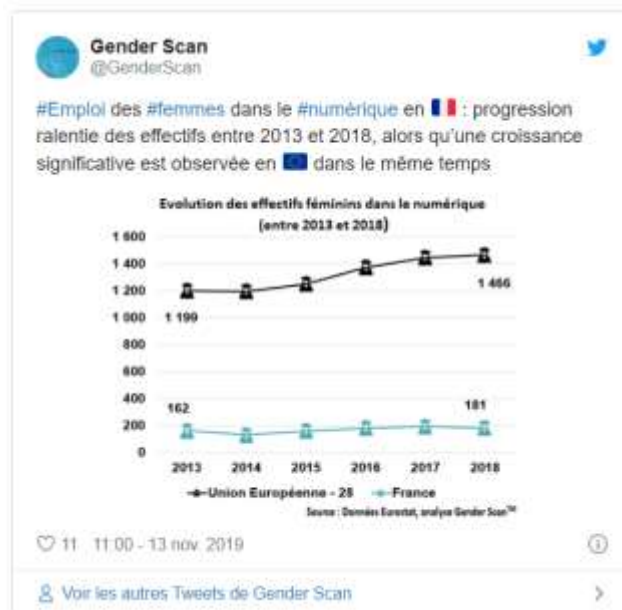 Gender Scan
@GenderScan
#Emploi des #femmes dans le #numérique en 🇫🇷 : progression
ralentie des effectifs entre 2013 et 2018, alors qu'une croissance
significative est observée en 🇪🇺 dans le même temps
Evolution des effectifs féminins dans le numérique
(entre 2013 et 2018)
1 600
1 400
1 200
1 000
800
600
400
200
0
1 199
1 466
162
181
2013 2014 2015 2016 2017 2018
Union Européenne - 28 France
Source : Données Eurostat, analyse Gender Scan™
11 11:00 - 13 nov. 2019
Voir les autres Tweets de Gender Scan